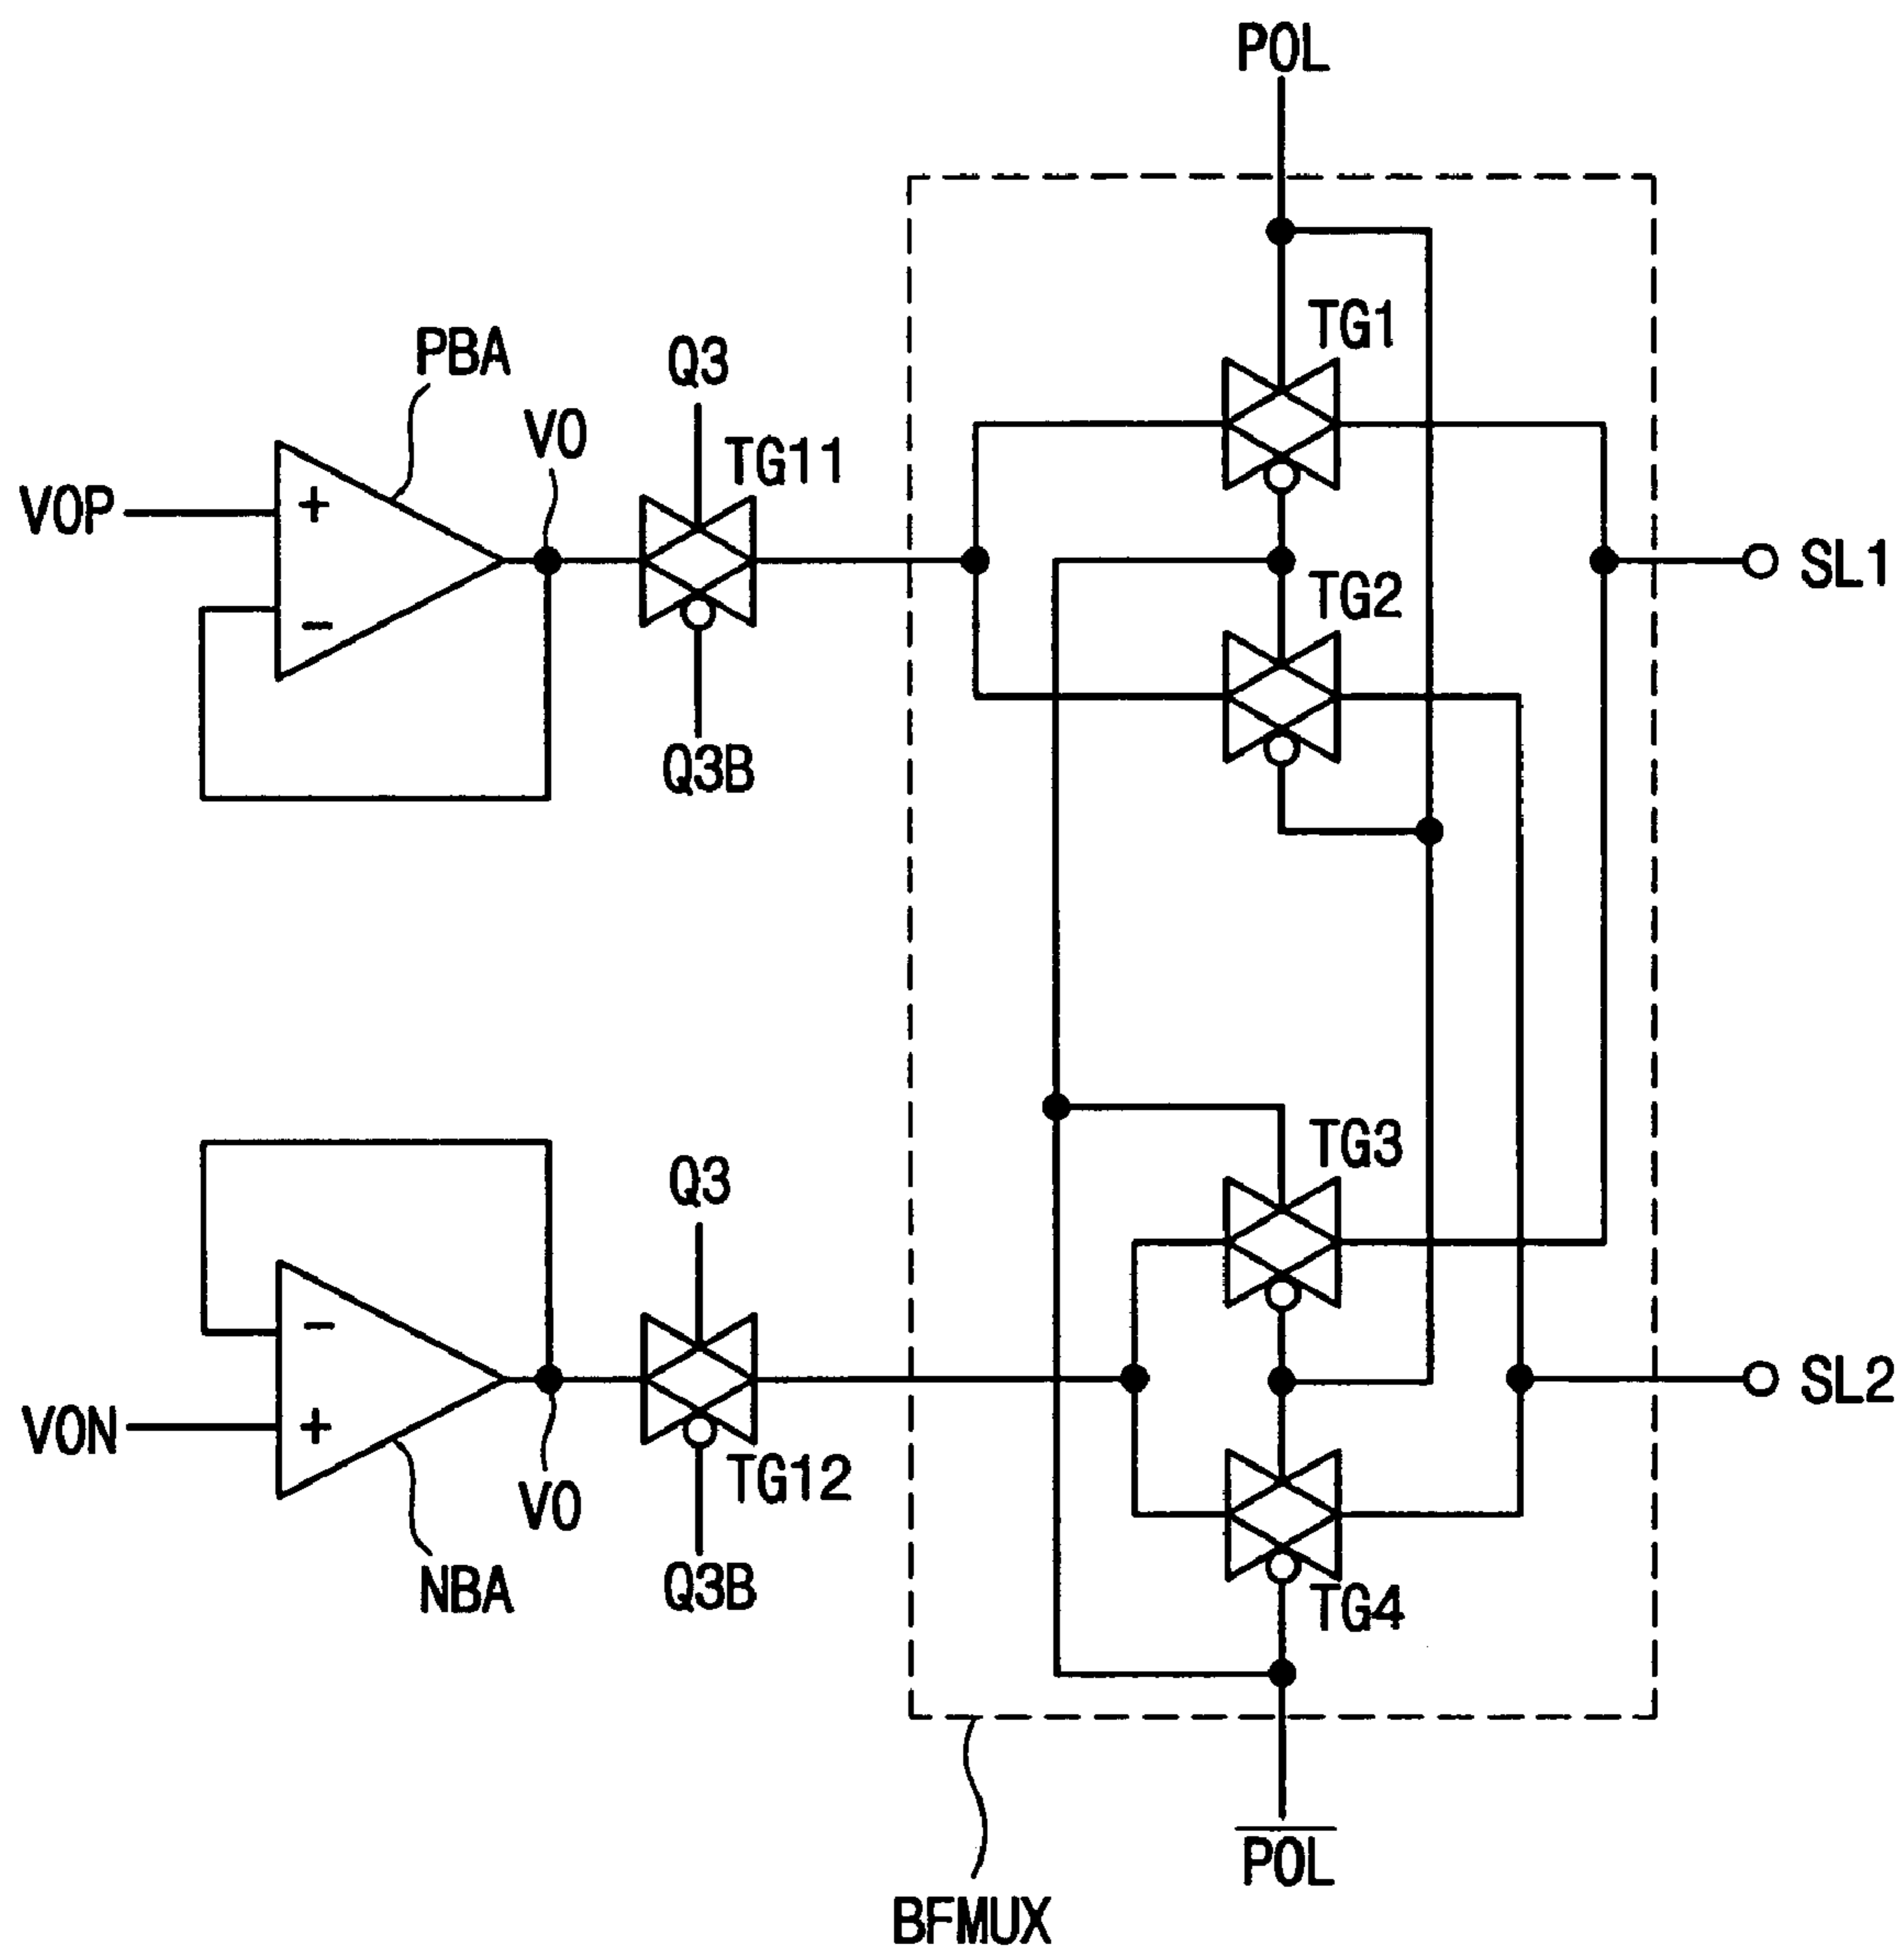 POL
TG1
PBA
Q3
VO
TG11
VOP
+
−
SL1
TG2
Q3B
TG3
Q3
SL2
−
+
VON
TG12
VO
NBA
Q3B
TG4
P̅O̅L̅
BFMUX